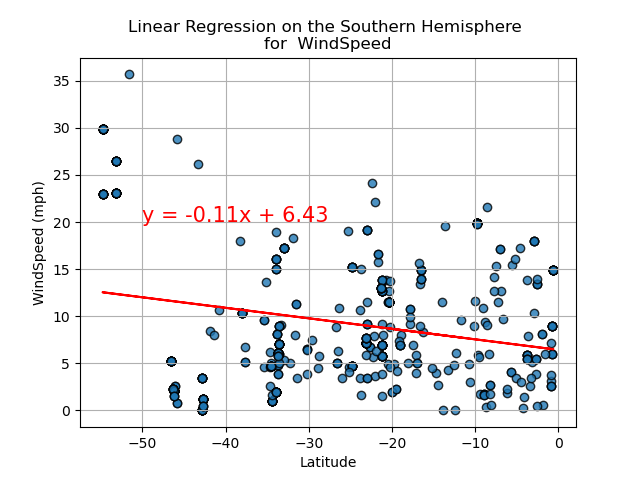 Linear Regression on the Southern Hemisphere
for  WindSpeed
35
30
25
20
15
10
5
0
WindSpeed (mph)
y = -0.11x + 6.43
−50
−40
−30
−20
−10
0
Latitude